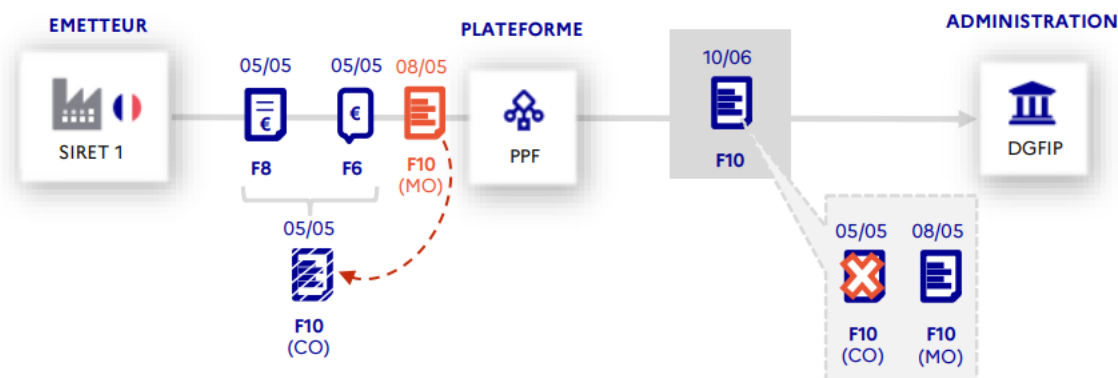 EMETTEUR
PLATEFORME
ADMINISTRATION
05/05
05/05
08/05
10/06
€
€
SIRET 1
F8
F6
F10
(MO)
PPF
F10
DGFIP
05/05
F10
(CO)
05/05
08/05
F10
(CO)
F10
(MO)